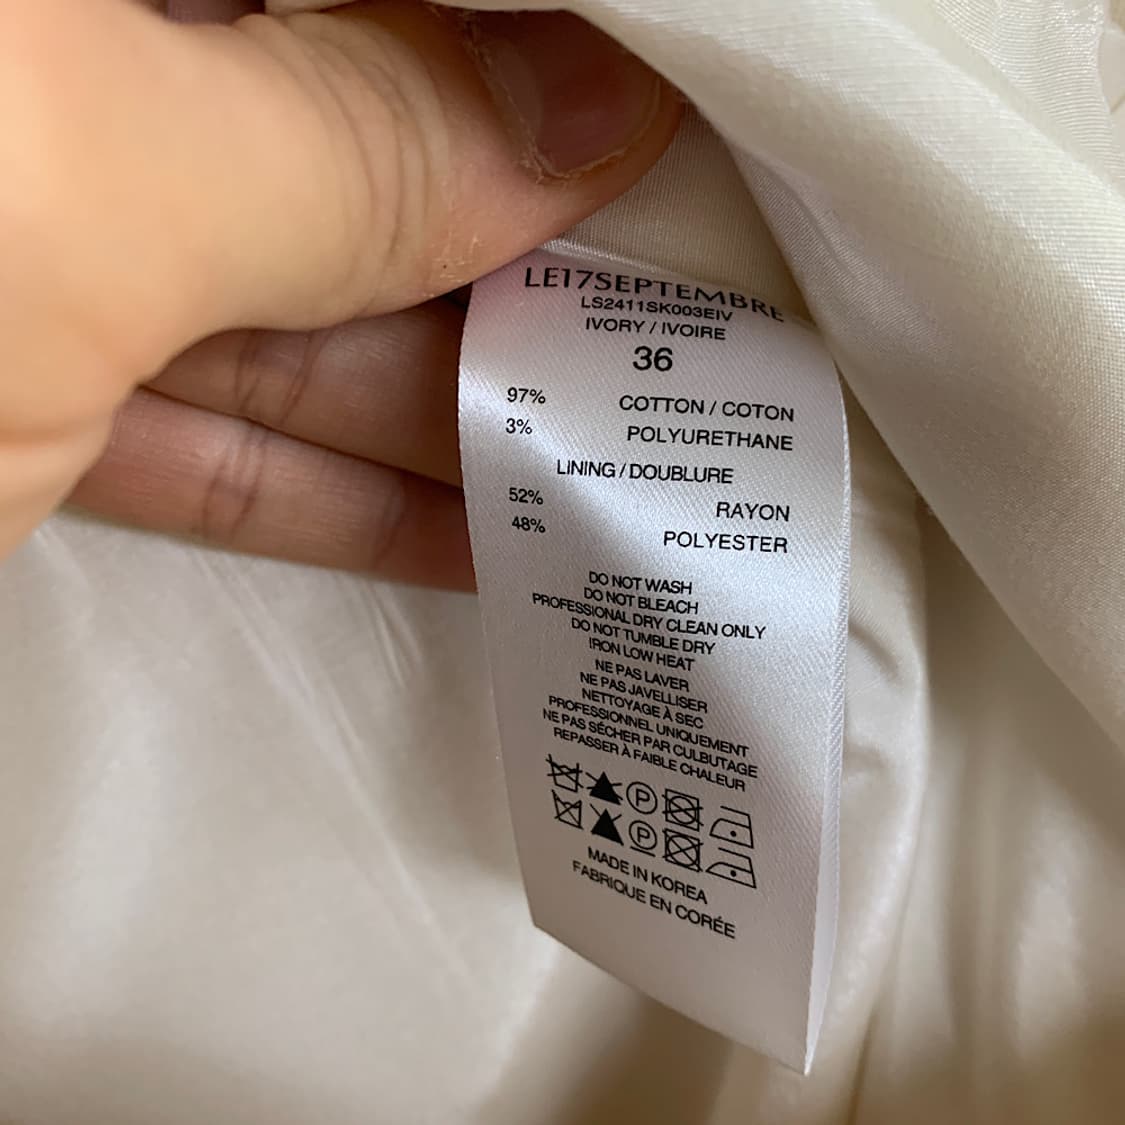 LE17SEPTEMBRE
LS2411SK003EIV
IVORY / IVOIRE
36
97% COTTON / COTON
3% POLYURETHANE
LINING / DOUBLURE
52% RAYON
48% POLYESTER
DO NOT WASH
DO NOT BLEACH
PROFESSIONAL DRY CLEAN ONLY
DO NOT TUMBLE DRY
IRON LOW HEAT
NE PAS LAVER
NE PAS JAVELLISER
NETTOYAGE À SEC
PROFESSIONNEL UNIQUEMENT
NE PAS SÉCHER PAR CULBUTAGE
REPASSER À FAIBLE CHALEUR
P
P
MADE IN KOREA
FABRIQUE EN CORÉE